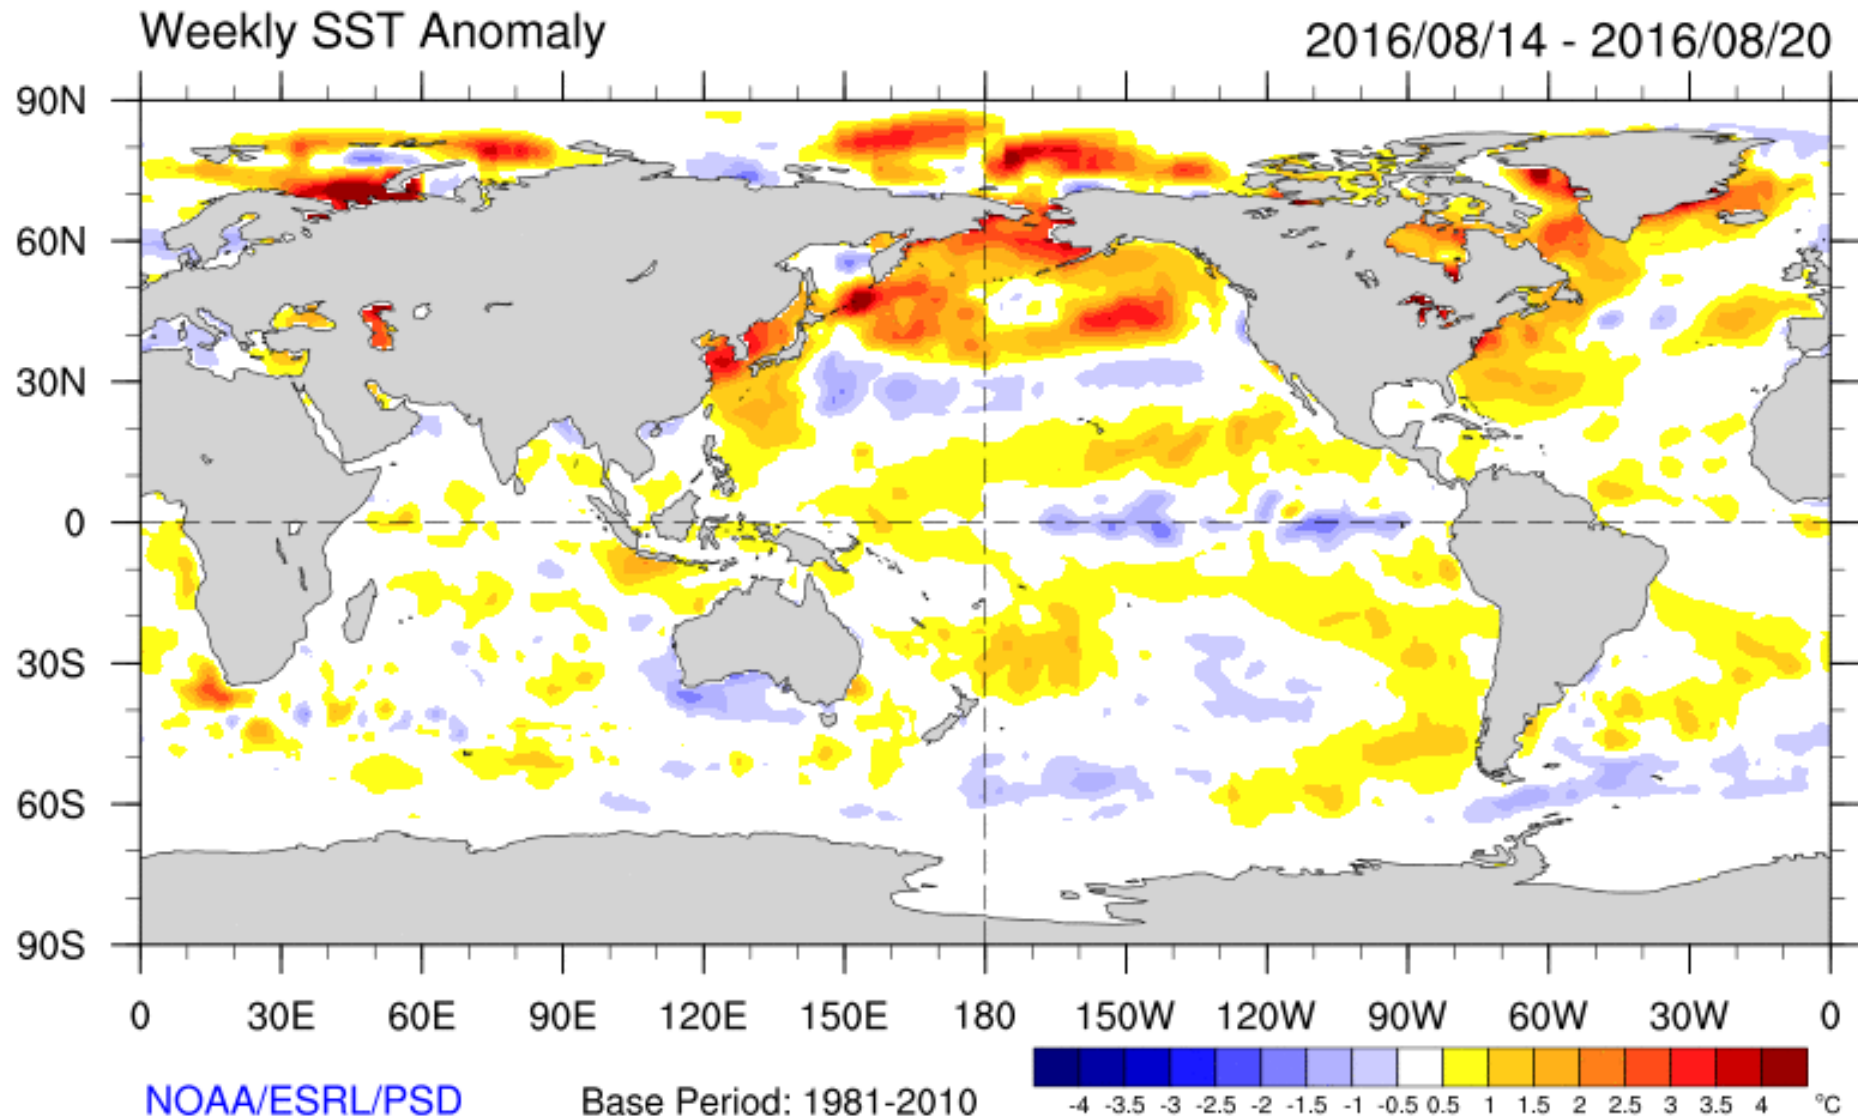 Weekly SST Anomaly 2016/08/14 - 2016/08/20
90N
60N
30N
0
30S
60S
90S
0 30E 60E 90E 120E 150E 180 150W 120W 90W 60W 30W 0
-4 -3.5 -3 -2.5 -2 -1.5 -1 -0.5 0.5 1 1.5 2 2.5 3 3.5 4 °C
NOAA/ESRL/PSD Base Period: 1981-2010